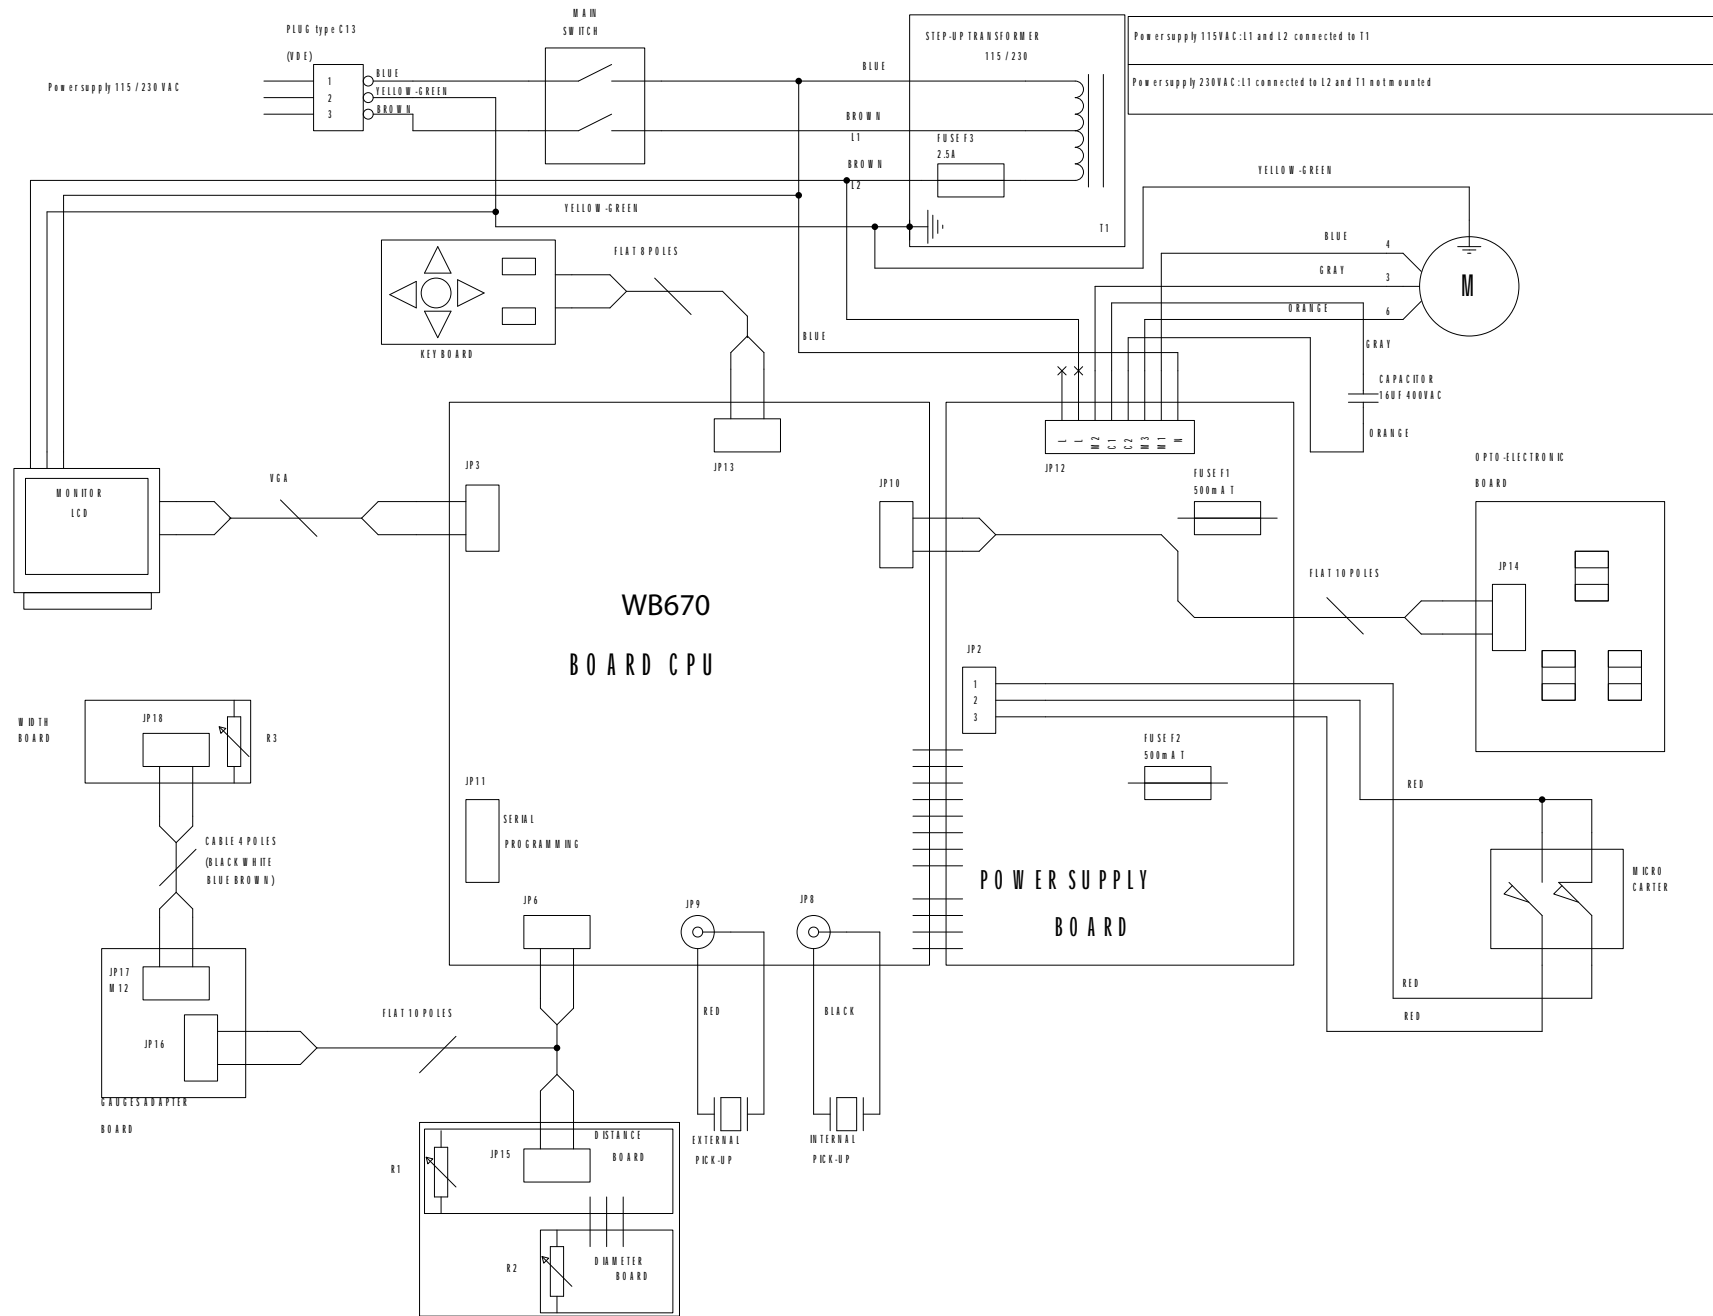 PLUG type C13
(VDE)
Power supply 115 / 230 VAC
1
2
3
BLUE
YELLOW-GREEN
BROWN
MAIN
SWITCH
STEP-UP TRANSFORMER
115 / 230
BLUE
BROWN
L1
BROWN
L2
FUSE F3
2.5A
T1
Power supply 115VAC: L1 and L2 connected to T1
Power supply 230VAC: L1 connected to L2 and T1 not mounted
YELLOW-GREEN
YELLOW-GREEN
BLUE
4
GRAY
3
ORANGE
6
M
GRAY
CAPACITOR
16UF 400VAC
ORANGE
FLAT 8 POLES
KEYBOARD
BLUE
MONITOR
LCD
VGA
JP3
JP13
JP10
L
L
M2
C1
C2
M3
M1
N
JP12
FUSE F1
500mA T
OPTO-ELECTRONIC
BOARD
JP14
FLAT 10 POLES
WB670
BOARD CPU
JP2
1
2
3
FUSE F2
500mA T
WIDTH
BOARD
JP18
R3
JP11
SERIAL
PROGRAMMING
RED
CABLE 4 POLES
(BLACK WHITE
BLUE BROWN)
POWER SUPPLY
BOARD
MICRO
CARTER
JP6
JP9
JP8
JP17
M12
JP16
GAUGES ADAPTER
BOARD
FLAT 10 POLES
RED
BLACK
RED
RED
EXTERNAL
PICK-UP
INTERNAL
PICK-UP
R1
JP15
DISTANCE
BOARD
R2
DIAMETER
BOARD